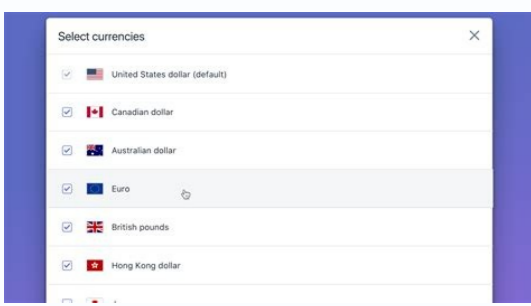 Select currencies
United States dollar (default)
Canadian dollar
Australian dollar
Euro
British pounds
Hong Kong dollar